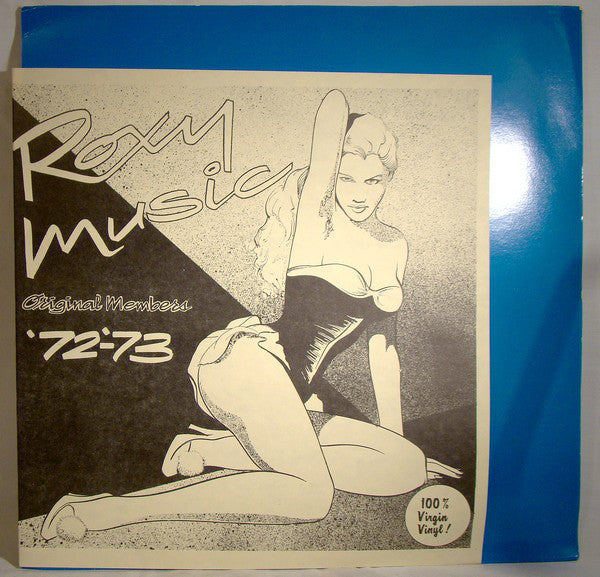 Roxy
Music
Original Members
'72-'73
100%
Virgin
Vinyl!